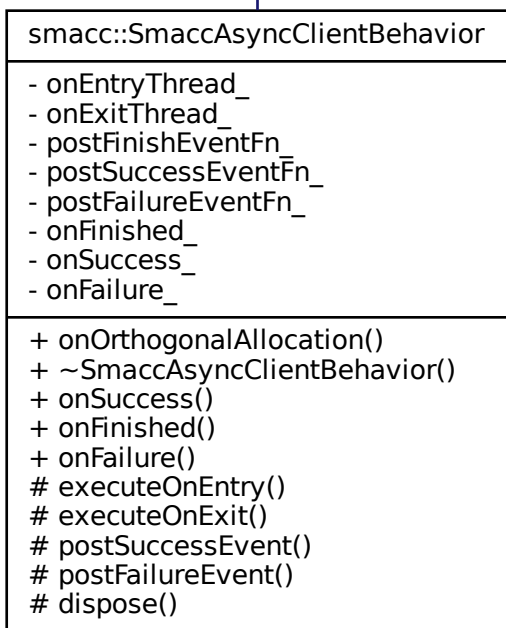 smacc::SmaccAsyncClientBehavior
- onEntryThread_
- onExitThread_
- postFinishEventFn_
- postSuccessEventFn_
- postFailureEventFn_
- onFinished_
- onSuccess_
- onFailure_
+ onOrthogonalAllocation()
+ ~SmaccAsyncClientBehavior()
+ onSuccess()
+ onFinished()
+ onFailure()
# executeOnEntry()
# executeOnExit()
# postSuccessEvent()
# postFailureEvent()
# dispose()